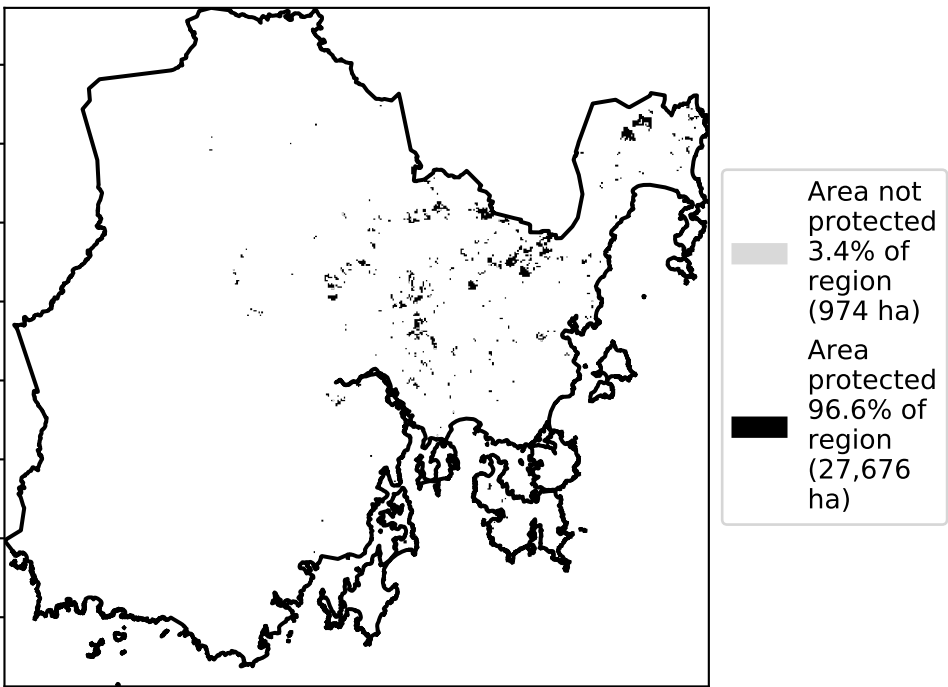 Area not
protected
3.4% of
region
(974 ha)
Area
protected
96.6% of
region
(27,676
ha)